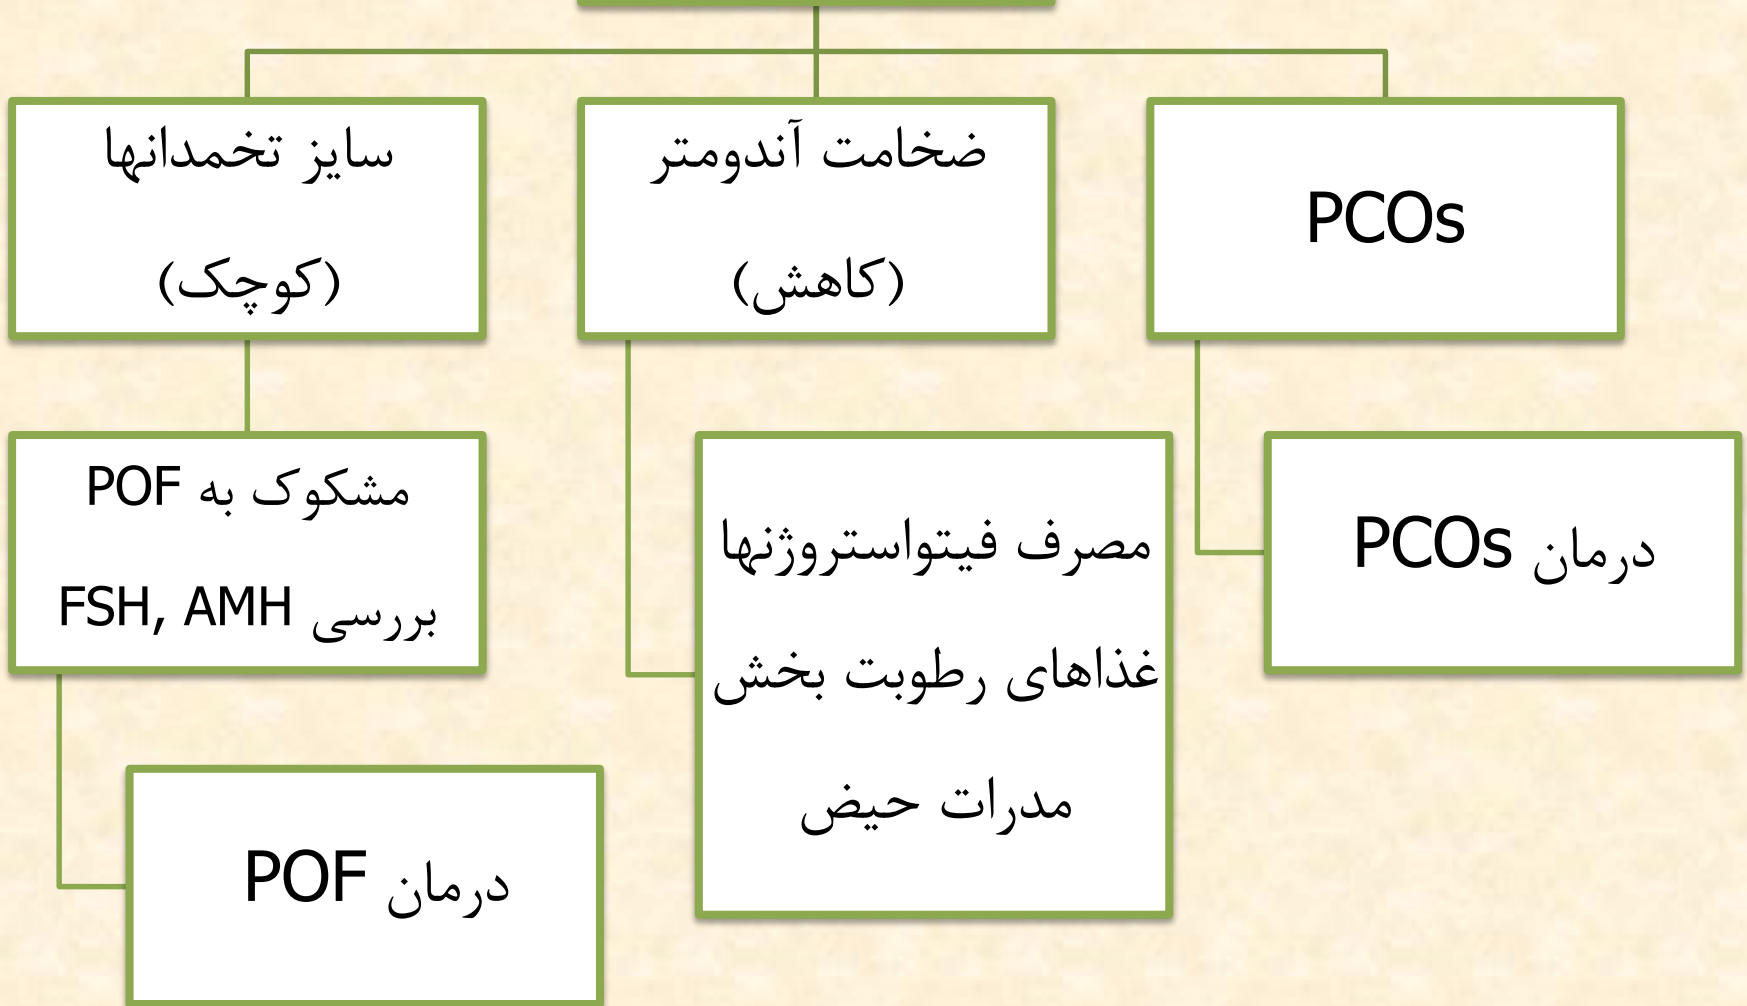 PCOs
درمان PCOs
ضخامت آندومتر
(کاهش)
مصرف فیتواستروژنها
غذاهای رطوبت بخش
مدرات حیض
سایز تخمدانها
(کوچک)
مشکوک به POF
بررسی FSH, AMH
درمان POF